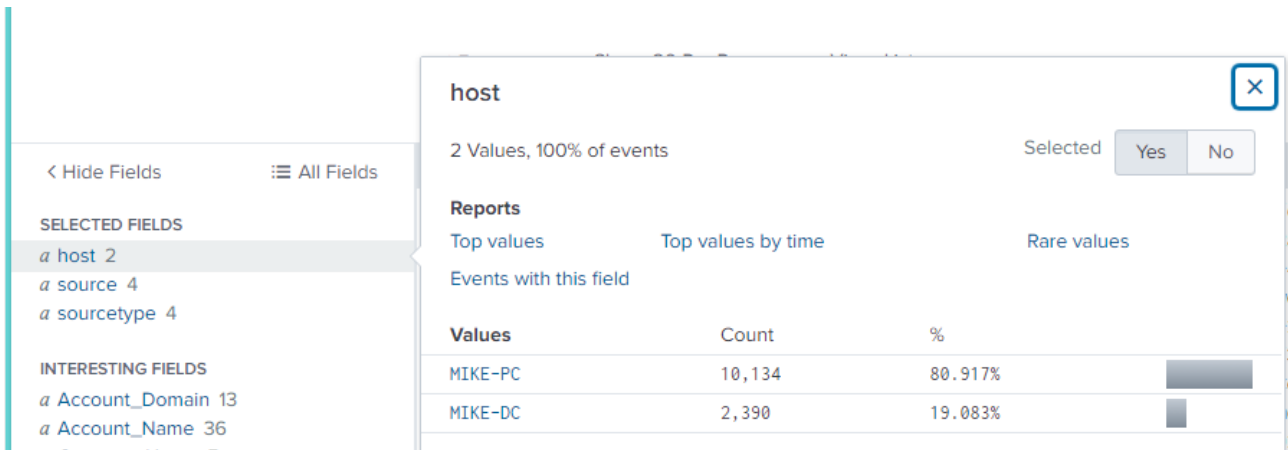 host
2 Values, 100% of events
Selected Yes No
Reports
Top values Top values by time Rare values
Events with this field
Values Count %
MIKE-PC 10,134 80.917%
MIKE-DC 2,390 19.083%
< Hide Fields All Fields
SELECTED FIELDS
a host 2
a source 4
a sourcetype 4
INTERESTING FIELDS
a Account_Domain 13
a Account_Name 36